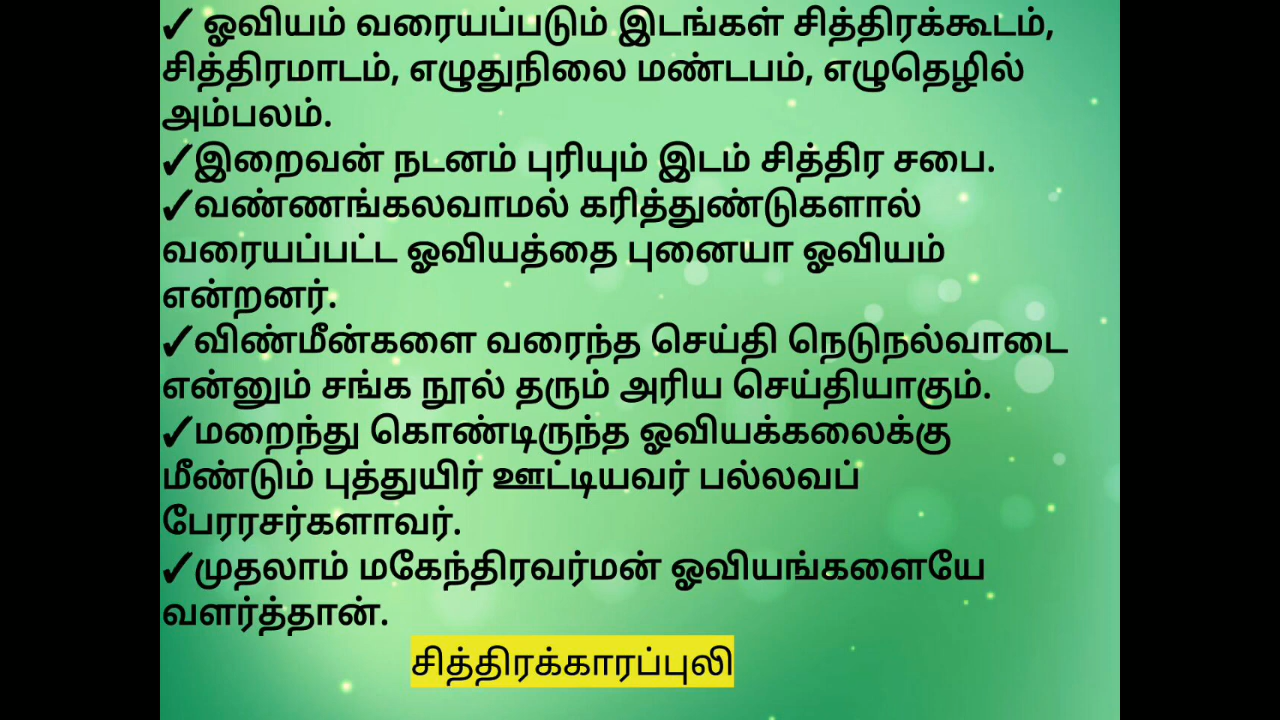 ✓ ஓவியம் வரையப்படும் இடங்கள் சித்திரக்கூடம்,
சித்திரமாடம், எழுதுநிலை மண்டபம், எழுதெழில்
அம்பலம்.
✓இறைவன் நடனம் புரியும் இடம் சித்திர சபை.
✓வண்ணங்கலவாமல் கரித்துண்டுகளால்
வரையப்பட்ட ஓவியத்தை புனையா ஓவியம்
என்றனர்.
✓விண்மீன்களை வரைந்த செய்தி நெடுநல்வாடை
என்னும் சங்க நூல் தரும் அரிய செய்தியாகும்.
✓மறைந்து கொண்டிருந்த ஓவியக்கலைக்கு
மீண்டும் புத்துயிர் ஊட்டியவர் பல்லவப்
பேரரசர்களாவர்.
✓முதலாம் மகேந்திரவர்மன் ஓவியங்களையே
வளர்த்தான்.
சித்திரக்காரப்புலி